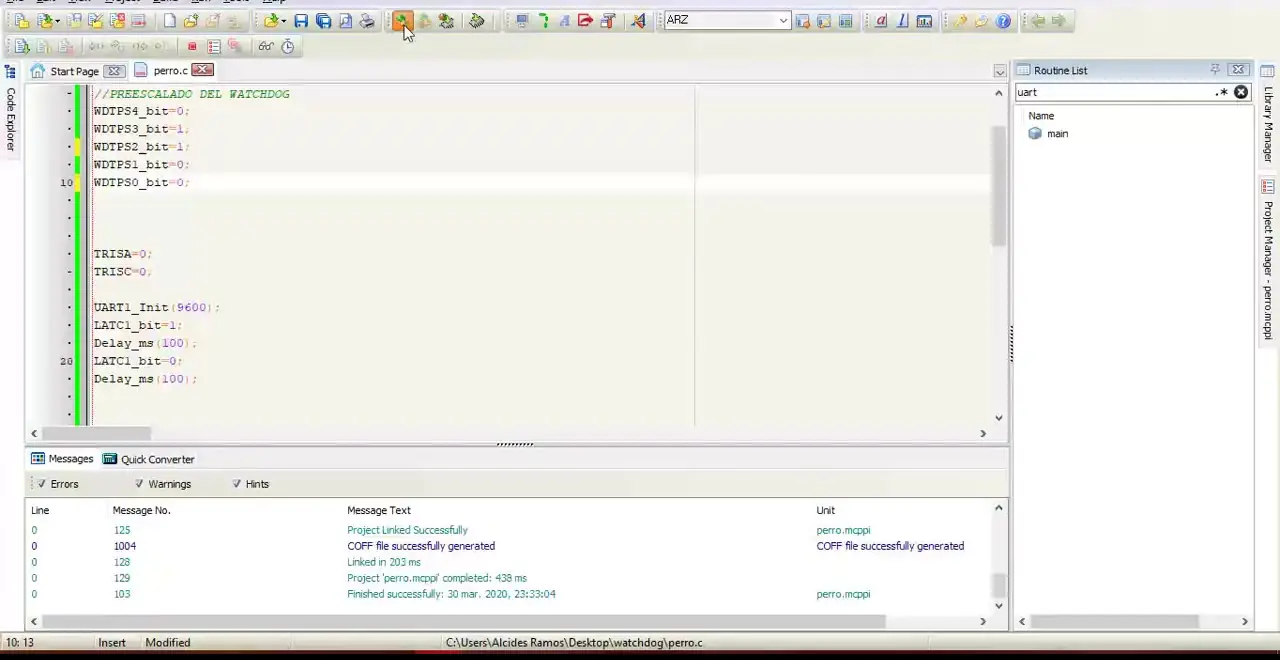 ARZ
Start Page
perro.c
Routine List
Code Explorer
//PREESCALADO DEL WATCHDOG
WDTPS4_bit=0;
WDTPS3_bit=1;
WDTPS2_bit=1;
WDTPS1_bit=0;
10 WDTPS0_bit=0;
TRISA=0;
TRISC=0;
UART1_Init(9600);
LATC1_bit=1;
Delay_ms(100);
20 LATC1_bit=0;
Delay_ms(100);
uart
.*
Name
main
Library Manager
Project Manager - perro.mcppi
Messages Quick Converter
Errors Warnings Hints
Line Message No. Message Text Unit
0 125 Project Linked Successfully perro.mcppi
0 1004 COFF file successfully generated COFF file successfully generated
0 128 Linked in 203 ms
0 129 Project 'perro.mcppi' completed: 438 ms
0 103 Finished successfully: 30 mar. 2020, 23:33:04 perro.mcppi
10: 13 Insert Modified C:\Users\Alcides Ramos\Desktop\watchdog\perro.c